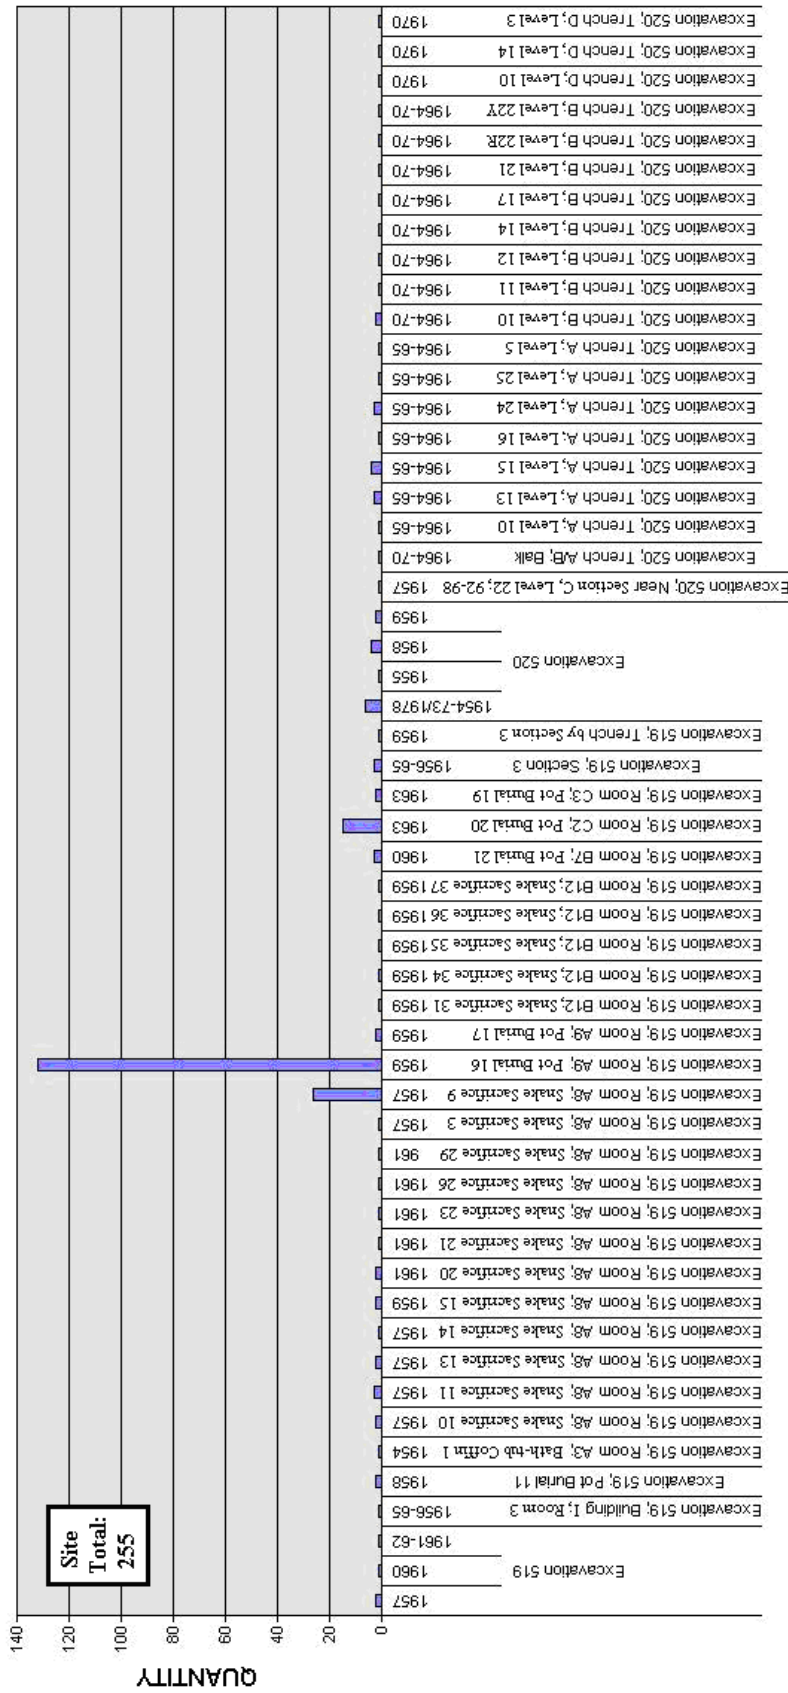 Site
Total:
255
QUANTITY
140
120
100
80
60
40
20
0
1957
1960
1961-62
Excavation 519
Excavation 519; Building I; Room 3 1956-65
Excavation 519; Pot Burial 11 1958
Excavation 519; Room A3; Bath-tub Coffin 1 1954
Excavation 519; Room A8; Snake Sacrifice 10 1957
Excavation 519; Room A8; Snake Sacrifice 11 1957
Excavation 519; Room A8; Snake Sacrifice 13 1957
Excavation 519; Room A8; Snake Sacrifice 14 1957
Excavation 519; Room A8; Snake Sacrifice 15 1959
Excavation 519; Room A8; Snake Sacrifice 20 1961
Excavation 519; Room A8; Snake Sacrifice 21 1961
Excavation 519; Room A8; Snake Sacrifice 23 1961
Excavation 519; Room A8; Snake Sacrifice 26 1961
Excavation 519; Room A8; Snake Sacrifice 29 961
Excavation 519; Room A8; Snake Sacrifice 3 1957
Excavation 519; Room A8; Snake Sacrifice 9 1957
Excavation 519; Room A9; Pot Burial 16 1959
Excavation 519; Room A9; Pot Burial 17 1959
Excavation 519; Room B12; Snake Sacrifice 31 1959
Excavation 519; Room B12; Snake Sacrifice 34 1959
Excavation 519; Room B12; Snake Sacrifice 35 1959
Excavation 519; Room B12; Snake Sacrifice 36 1959
Excavation 519; Room B12; Snake Sacrifice 37 1959
Excavation 519; Room B7; Pot Burial 21 1960
Excavation 519; Room C2; Pot Burial 20 1963
Excavation 519; Room C3; Pot Burial 19 1963
Excavation 519; Section 3 1956-65
Excavation 519; Trench by Section 3 1959
1954-73/1978
1955
1958
1959
Excavation 520
Excavation 520; Near Section C, Level 22; 92-98 1957
Excavation 520; Trench A/B; Balk 1964-70
Excavation 520; Trench A; Level 10 1964-65
Excavation 520; Trench A; Level 13 1964-65
Excavation 520; Trench A; Level 15 1964-65
Excavation 520; Trench A; Level 16 1964-65
Excavation 520; Trench A; Level 24 1964-65
Excavation 520; Trench A; Level 25 1964-65
Excavation 520; Trench A; Level 5 1964-65
Excavation 520; Trench B; Level 10 1964-70
Excavation 520; Trench B; Level 11 1964-70
Excavation 520; Trench B; Level 12 1964-70
Excavation 520; Trench B; Level 14 1964-70
Excavation 520; Trench B; Level 17 1964-70
Excavation 520; Trench B; Level 21 1964-70
Excavation 520; Trench B; Level 22R 1964-70
Excavation 520; Trench B; Level 22Y 1964-70
Excavation 520; Trench D; Level 10 1970
Excavation 520; Trench D; Level 14 1970
Excavation 520; Trench D; Level 3 1970